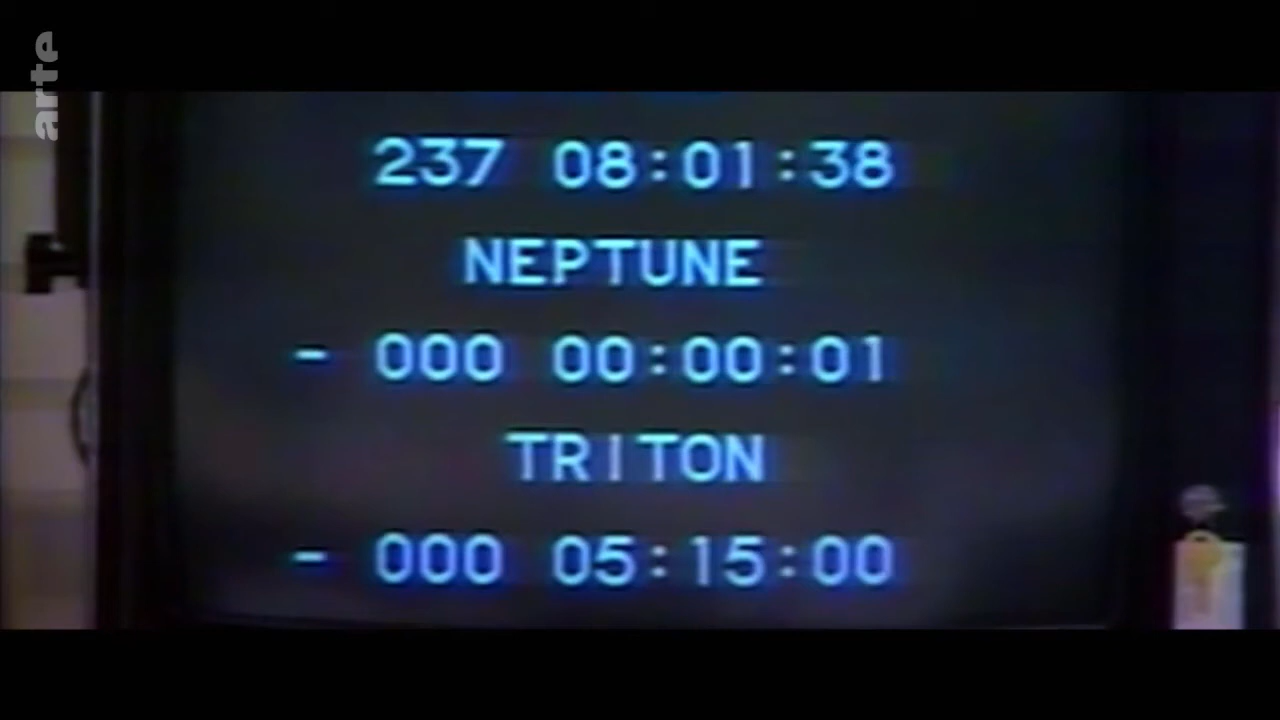 arte
237 08:01:38
NEPTUNE
- 000 00:00:01
TRITON
- 000 05:15:00